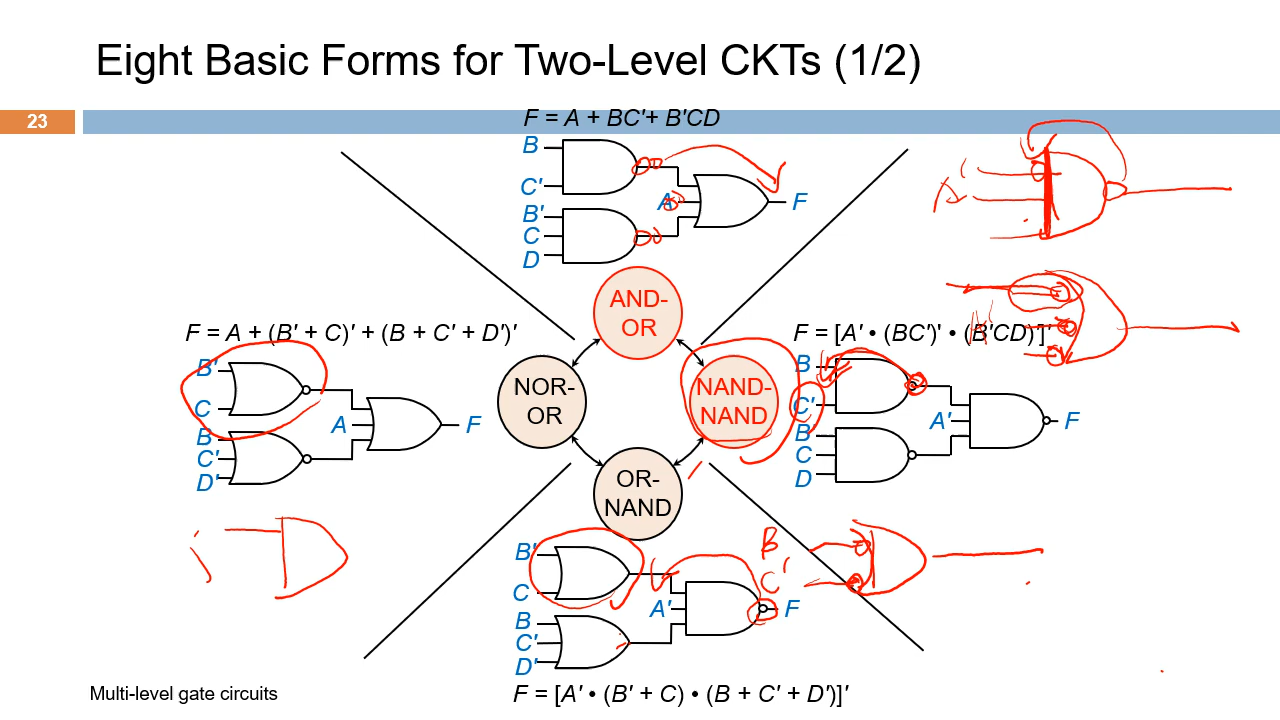 Eight Basic Forms for Two-Level CKTs (1/2)
23
F = A + BC′+ B′CD
B
C′
B′
C
D
A
F
A′
AND-
OR
F = A + (B′ + C)′ + (B + C′ + D′)′
B′
C
B
C′
D′
A
F
NOR-
OR
NAND-
NAND
F = [A′ • (BC′)′ • (B′CD)′]′
B
C′
B′
C
D
A′
F
OR-
NAND
B′
C
B
C′
D′
A′
F
B
C′
F = [A′ • (B′ + C) • (B + C′ + D′)]′
Multi-level gate circuits